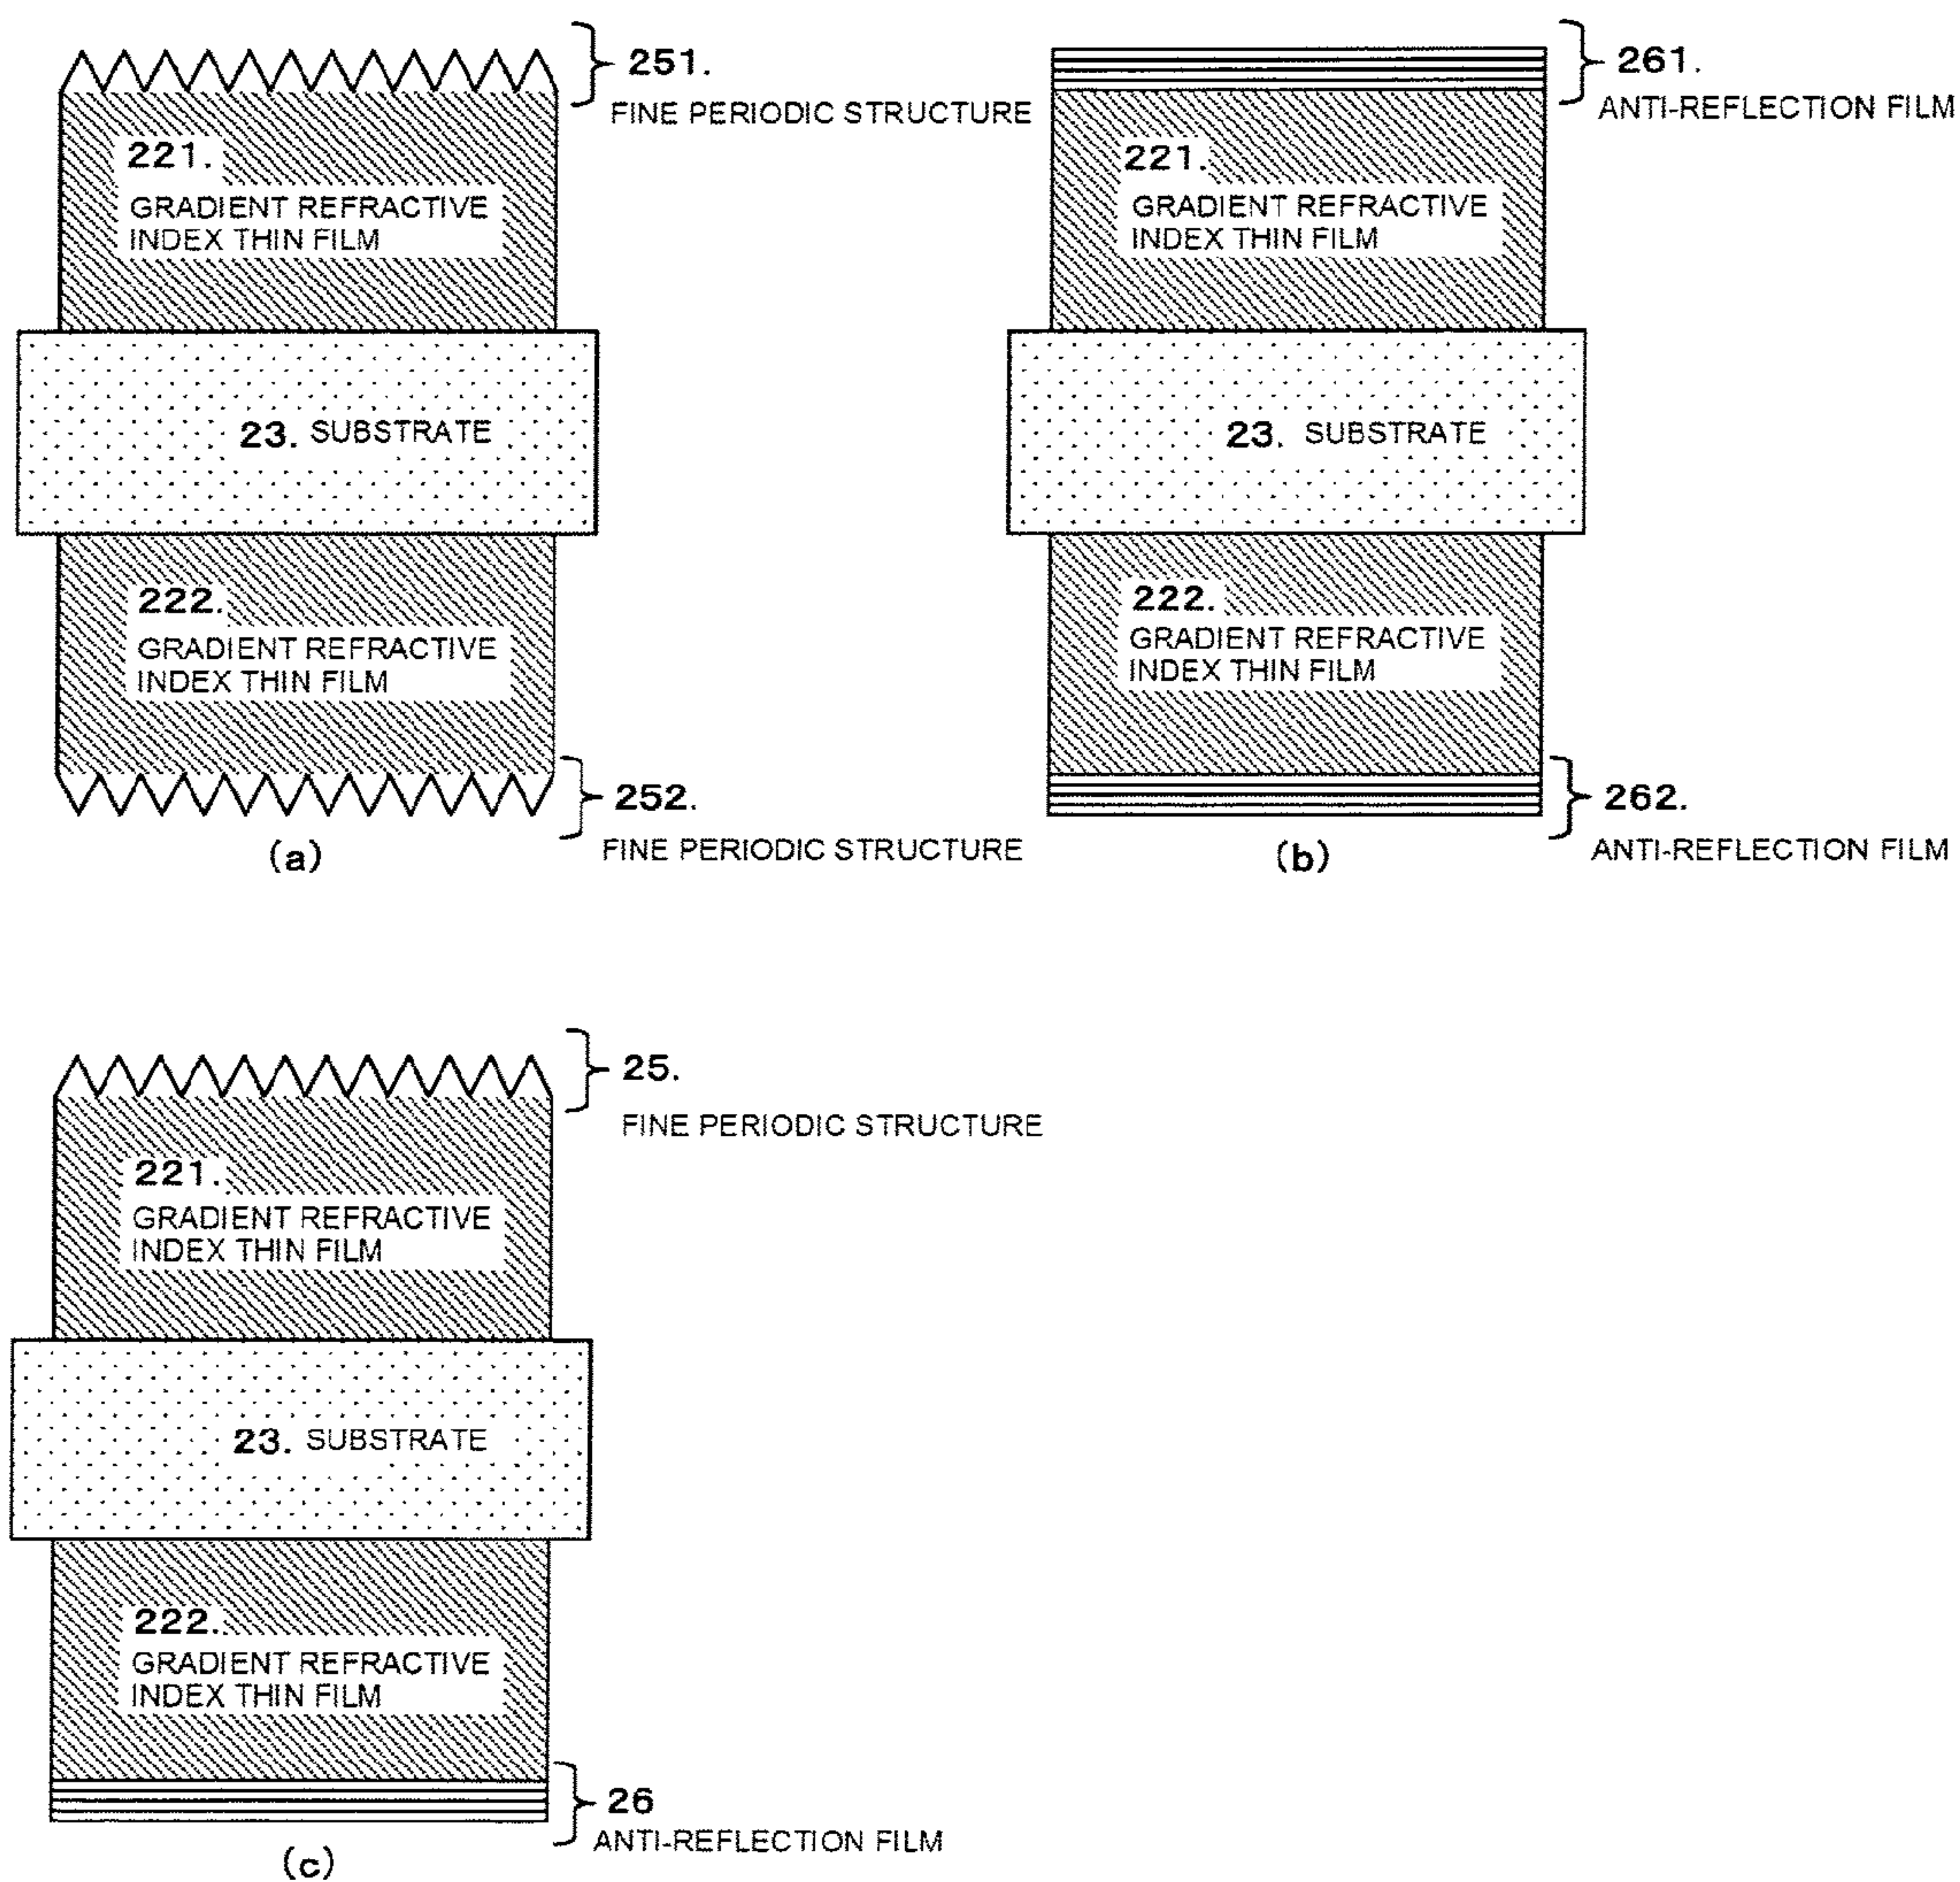 251.
FINE PERIODIC STRUCTURE
221.
GRADIENT REFRACTIVE
INDEX THIN FILM
23. SUBSTRATE
222.
GRADIENT REFRACTIVE
INDEX THIN FILM
252.
FINE PERIODIC STRUCTURE
(a)
261.
ANTI-REFLECTION FILM
221.
GRADIENT REFRACTIVE
INDEX THIN FILM
23. SUBSTRATE
222.
GRADIENT REFRACTIVE
INDEX THIN FILM
262.
ANTI-REFLECTION FILM
(b)
25.
FINE PERIODIC STRUCTURE
221.
GRADIENT REFRACTIVE
INDEX THIN FILM
23. SUBSTRATE
222.
GRADIENT REFRACTIVE
INDEX THIN FILM
26
ANTI-REFLECTION FILM
(c)